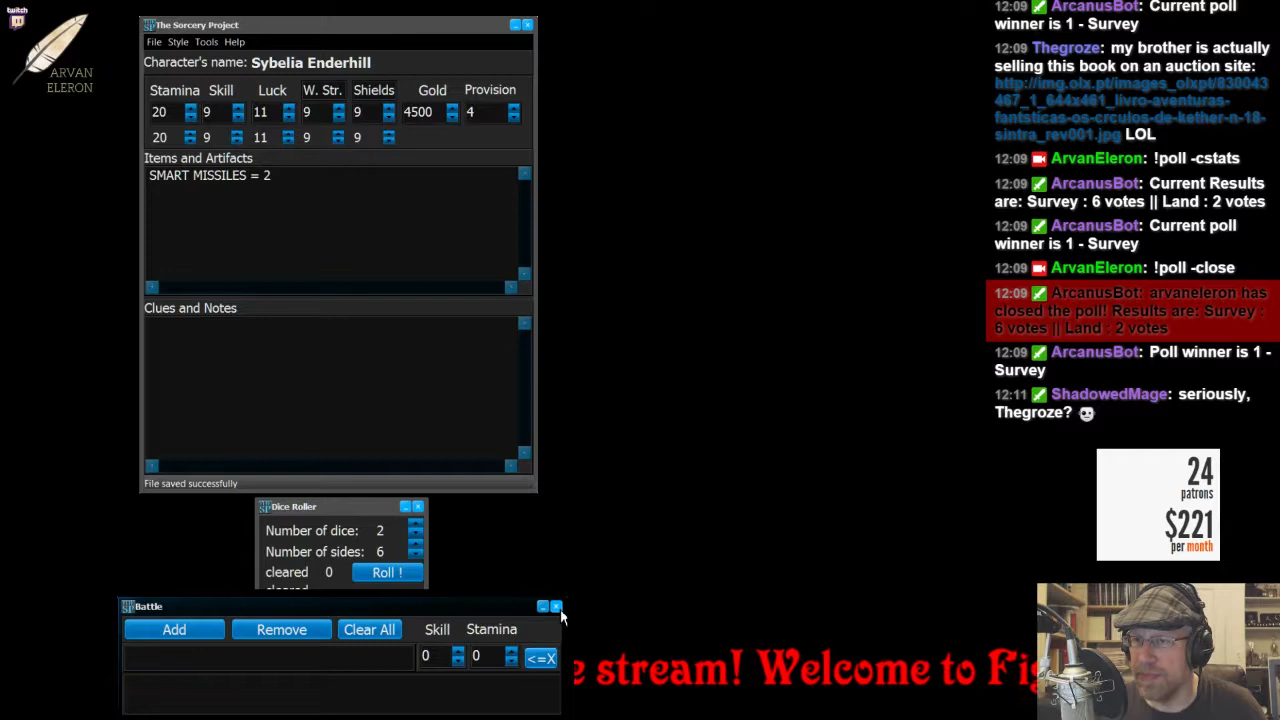 twitch
ARVAN
ELERON
The Sorcery Project
File Style Tools Help
Character's name: Sybelia Enderhill
Stamina Skill Luck W. Str. Shields Gold Provision
20 9 11 9 9 4500 4
20 9 11 9 9
Items and Artifacts
SMART MISSILES = 2
Clues and Notes
File saved successfully
Dice Roller
Number of dice: 2
Number of sides: 6
cleared 0 Roll !
cleared
Battle
Add Remove Clear All Skill Stamina
0 0 <=X
e stream! Welcome to Fig
12:09 ArcanusBot: Current poll
winner is 1 - Survey
12:09 Thegroze: my brother is actually
selling this book on an auction site:
http://img.olx.pt/images_olxpt/830043
467_1_644x461_livro-aventuras-
fantsticas-os-crculos-de-kether-n-18-
sintra_rev001.jpg LOL
12:09 ArvanEleron: !poll -cstats
12:09 ArcanusBot: Current Results
are: Survey : 6 votes || Land : 2 votes
12:09 ArcanusBot: Current poll
winner is 1 - Survey
12:09 ArvanEleron: !poll -close
12:09 ArcanusBot: arvaneleron has
closed the poll! Results are: Survey :
6 votes || Land : 2 votes
12:09 ArcanusBot: Poll winner is 1 -
Survey
12:11 ShadowedMage: seriously,
Thegroze?
24
patrons
$221
per month